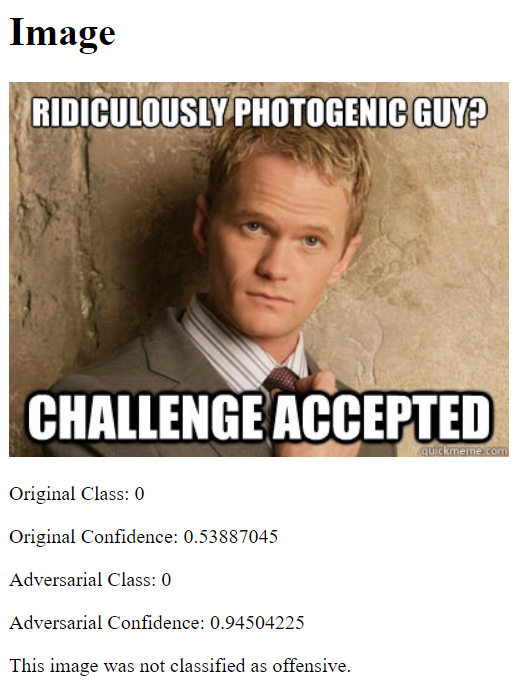 Image
RIDICULOUSLY PHOTOGENIC GUY?
CHALLENGE ACCEPTED
quickmeme.com
Original Class: 0
Original Confidence: 0.53887045
Adversarial Class: 0
Adversarial Confidence: 0.94504225
This image was not classified as offensive.